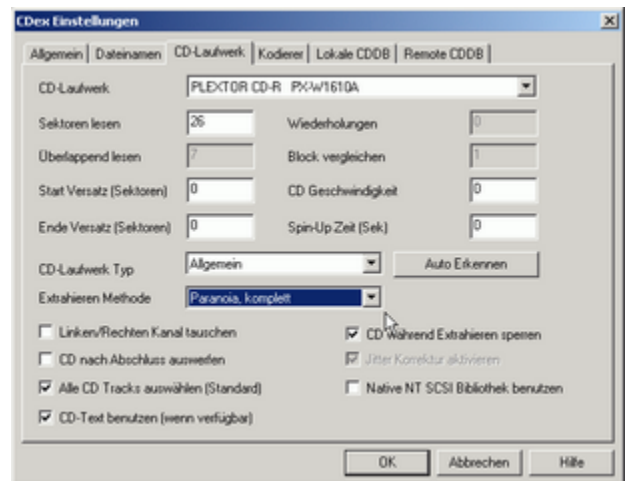 CDex Einstellungen
Allgemein Dateinamen CD-Laufwerk Kodierer Lokale CDDB Remote CDDB
CD-Laufwerk PLEXTOR CD-R PX-W1610A
Sektoren lesen 26 Wiederholungen 0
Überlappend lesen 7 Block vergleichen 1
Start Versatz (Sektoren) 0 CD Geschwindigkeit 0
Ende Versatz (Sektoren) 0 Spin-Up Zeit (Sek) 0
CD-Laufwerk Typ Allgemein Auto Erkennen
Extrahieren Methode Paranoia, komplett
Linken/Rechten Kanal tauschen CD während Extrahieren sperren
CD nach Abschluss auswerfen Jitter Korrektur aktivieren
Alle CD Tracks auswählen (Standard) Native NT SCSI Bibliothek benutzen
CD-Text benutzen (wenn verfügbar)
OK Abbrechen Hilfe